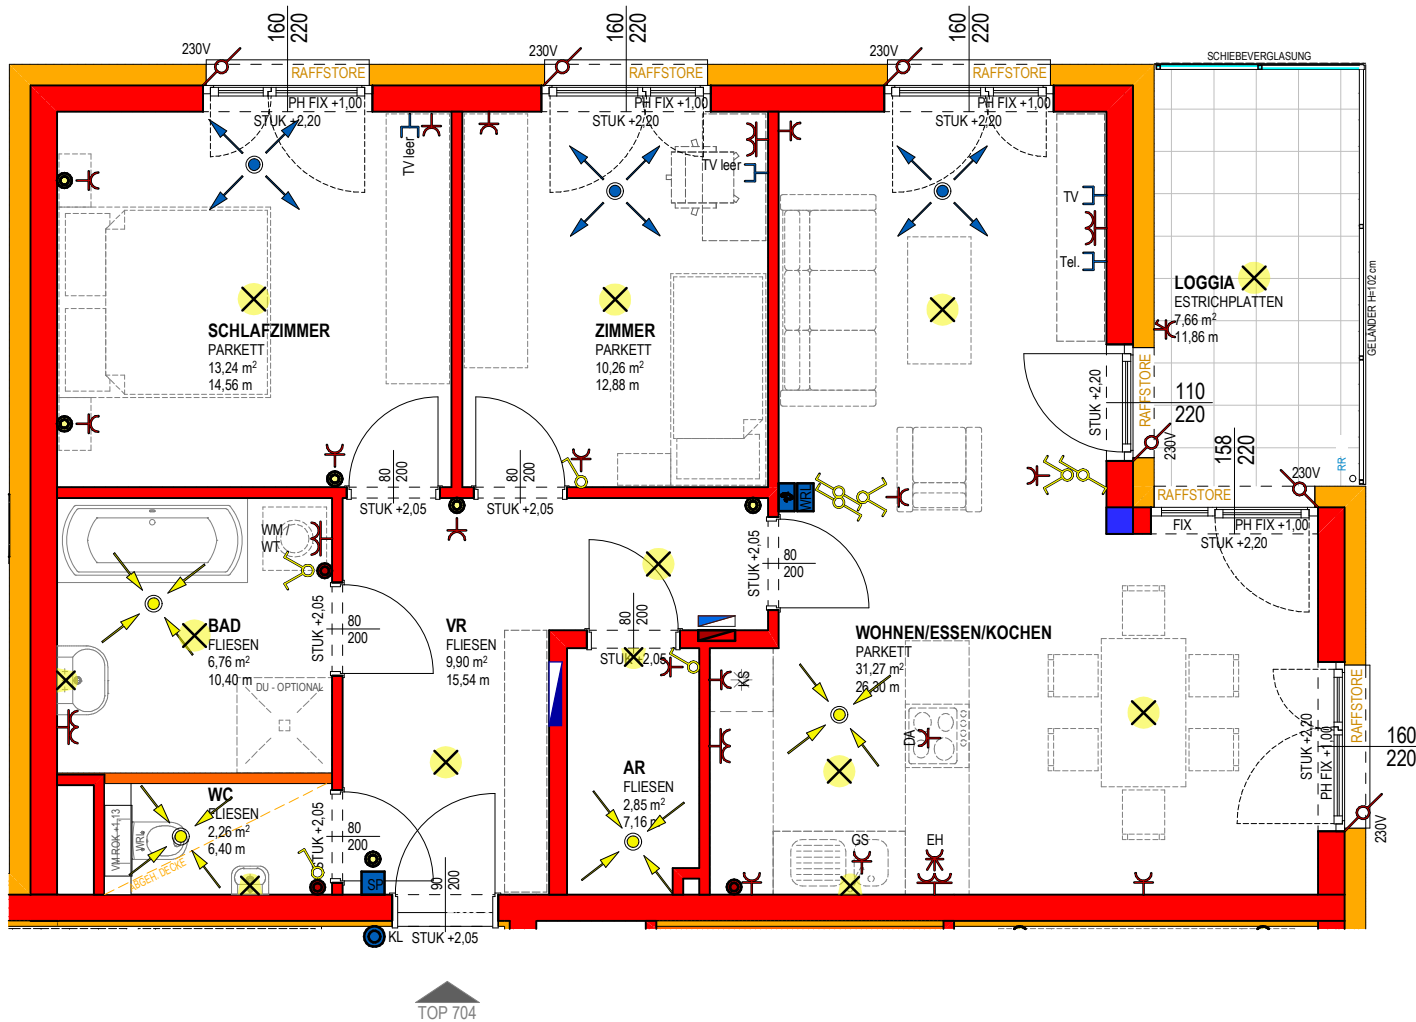 160
220
160
220
160
220
230V
230V
230V
SCHIEBEVERGLASUNG
RAFFSTORE
RAFFSTORE
RAFFSTORE
PH FIX +1,00
PH FIX +1,00
PH FIX +1,00
STUK +2,20
STUK +2,20
STUK +2,20
TV leer
TV leer
TV
Tel.
GELÄNDER H=102 cm
LOGGIA
ESTRICHPLATTEN
7,66 m²
11,86 m
SCHLAFZIMMER
PARKETT
13,24 m²
14,56 m
ZIMMER
PARKETT
10,26 m²
12,88 m
STUK +2,20
RAFFSTORE
110
220
230V
158
220
230V
RR
RAFFSTORE
FIX
PH FIX +1,00
STUK +2,20
80
200
80
200
STUK +2,05
STUK +2,05
WRL
WM /
WT
STUK +2,05
80
200
BAD
FLIESEN
6,76 m²
10,40 m
STUK +2,05
80
200
VR
FLIESEN
9,90 m²
15,54 m
80
200
STUK +2,05
WOHNEN/ESSEN/KOCHEN
PARKETT
31,27 m²
26,30 m
DU - OPTIONAL
KS
DA
STUK +2,20
PH FIX +1,00
RAFFSTORE
160
220
230V
AR
FLIESEN
2,85 m²
7,16 m
WC
FLIESEN
2,26 m²
6,40 m
VM ROK +1,13
WRL
ABGEH. DECKE
STUK +2,05
80
200
GS
EH
SP
90
200
KL
STUK +2,05
TOP 704